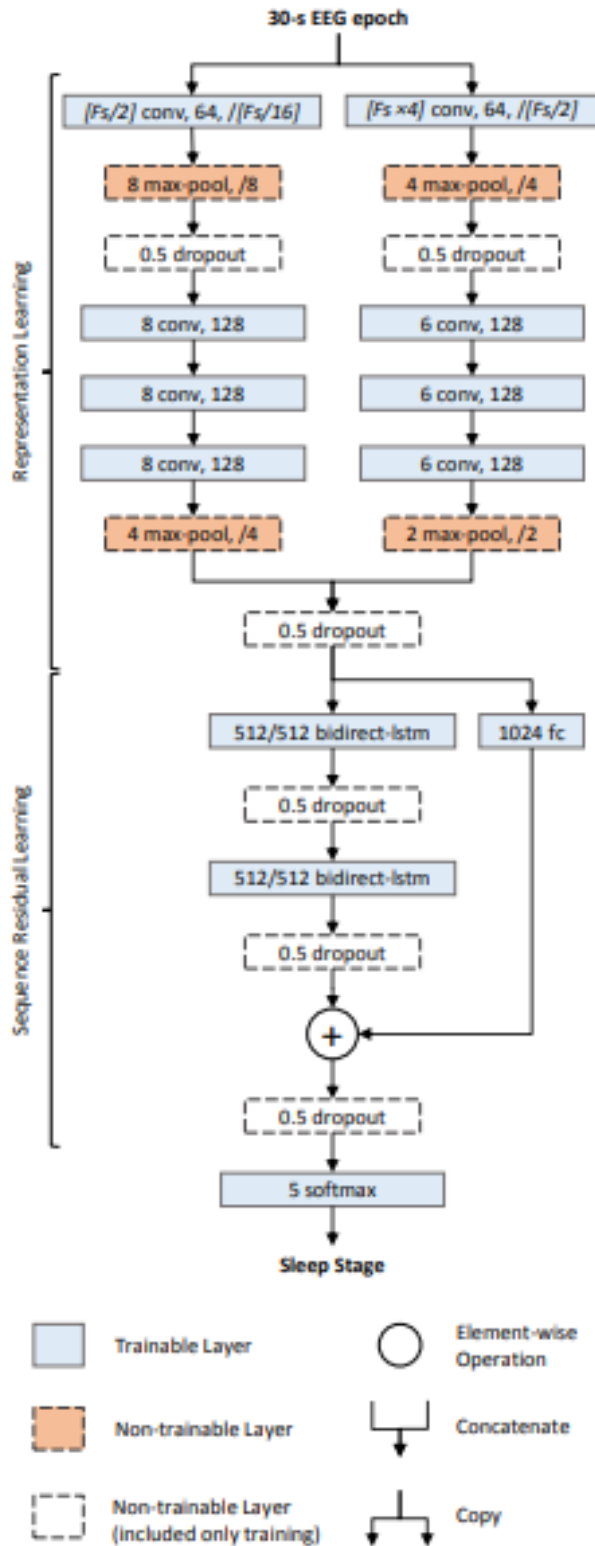 30-s EEG epoch
[Fs/2] conv, 64, /[Fs/16]
[Fs ×4] conv, 64, /[Fs/2]
8 max-pool, /8
4 max-pool, /4
0.5 dropout
0.5 dropout
8 conv, 128
6 conv, 128
8 conv, 128
6 conv, 128
8 conv, 128
6 conv, 128
4 max-pool, /4
2 max-pool, /2
0.5 dropout
Representation Learning
512/512 bidirect-lstm
1024 fc
0.5 dropout
512/512 bidirect-lstm
0.5 dropout
+
0.5 dropout
Sequence Residual Learning
5 softmax
Sleep Stage
Trainable Layer
Element-wise
Operation
Non-trainable Layer
Concatenate
Non-trainable Layer
(included only training)
Copy